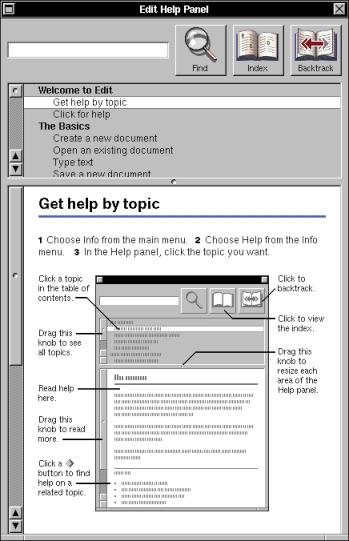 Edit Help Panel
Find
Index
Backtrack
Welcome to Edit
Get help by topic
Click for help
The Basics
Create a new document
Open an existing document
Type text
Save a new document
Get help by topic
1 Choose Info from the main menu. 2 Choose Help from the Info
menu. 3 In the Help panel, click the topic you want.
Click a topic
in the table of
contents.
Drag this
knob to see
all topics.
Read help
here.
Drag this
knob to read
more.
Click a
button to find
help on a
related topic.
Click to
backtrack.
Click to view
the index.
Drag this
knob to
resize each
area of the
Help panel.